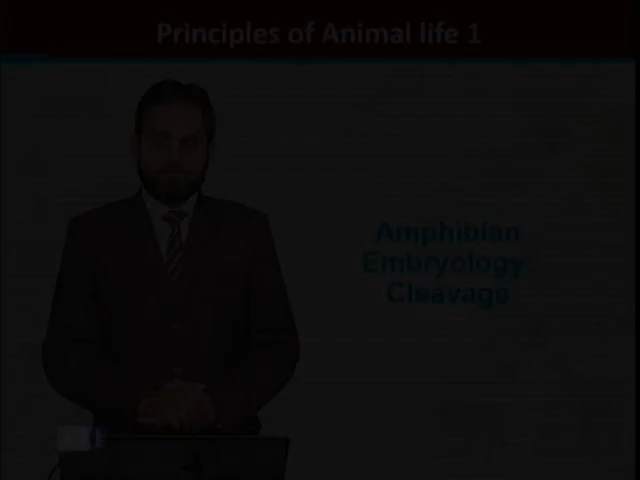 Principles of Animal life 1
Amphibian
Embryology:
Cleavage